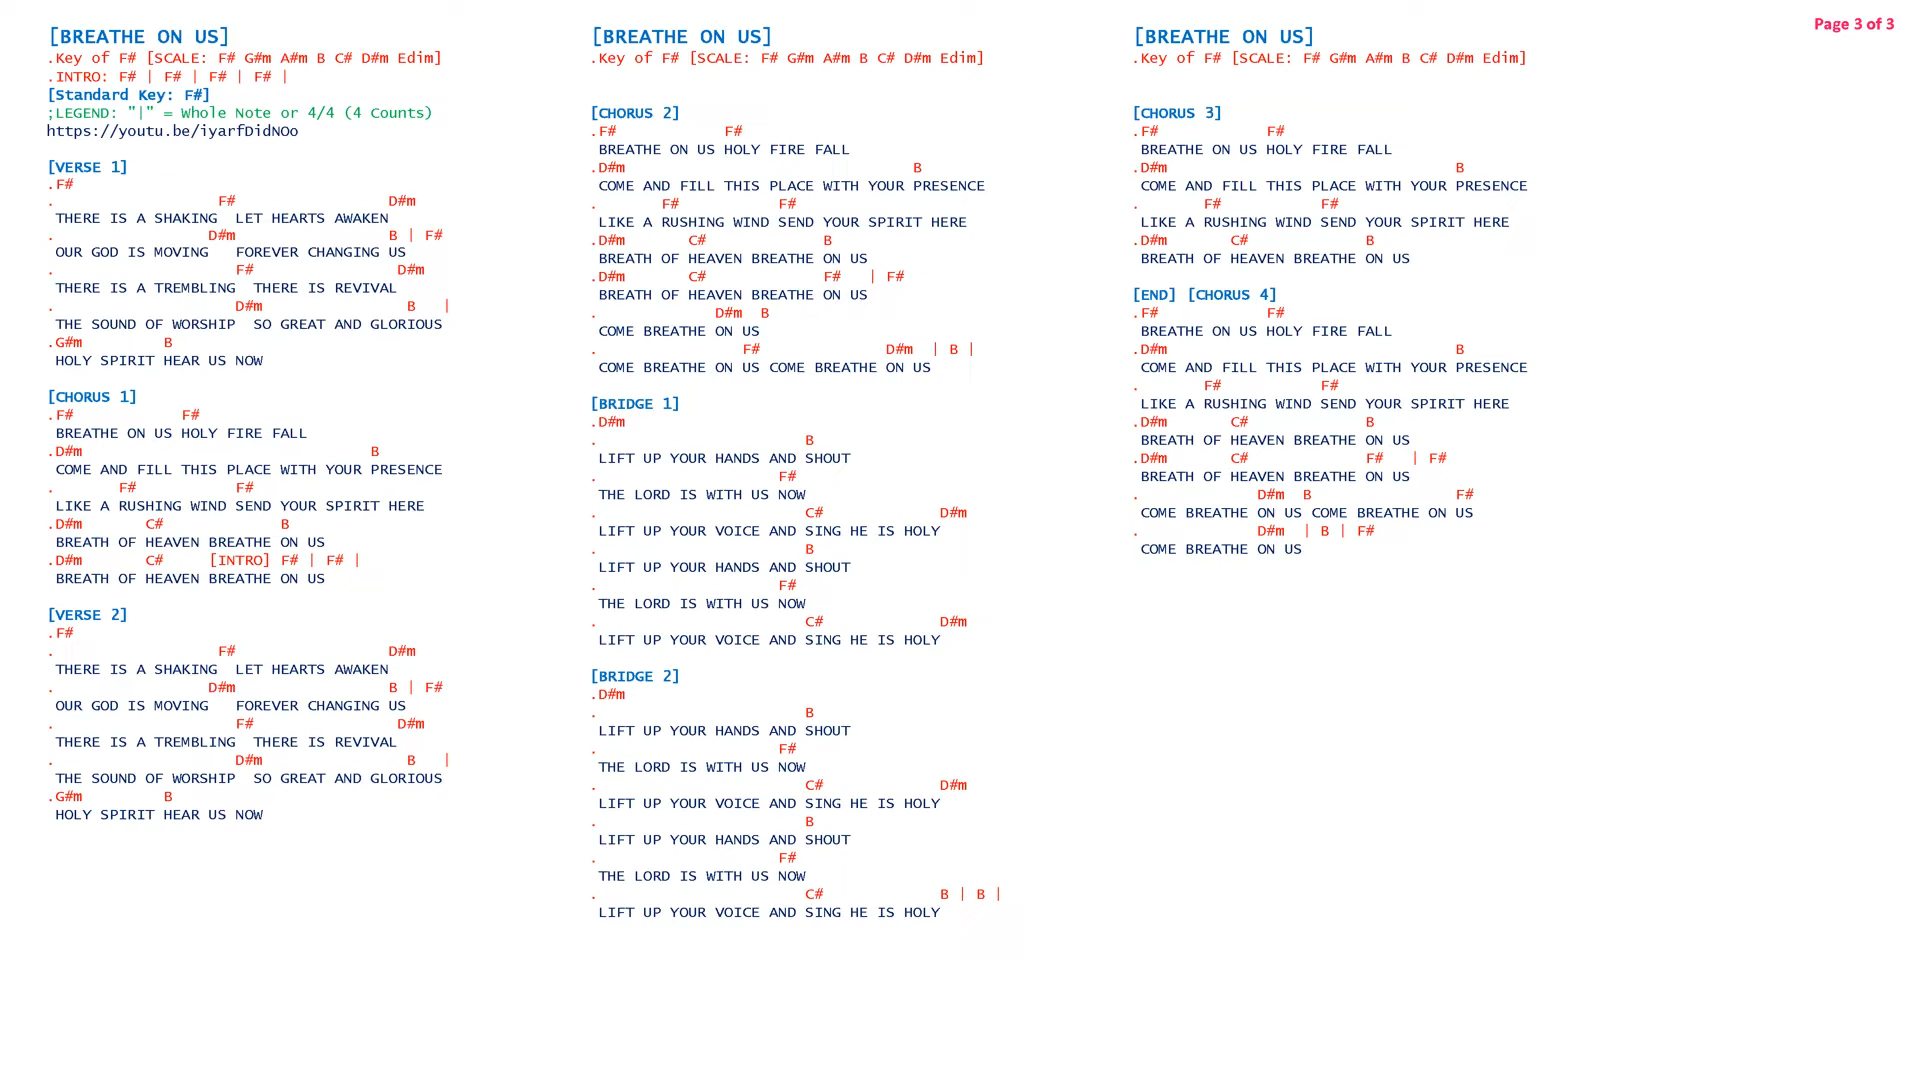 [BREATHE ON US]
.Key of F# [SCALE: F# G#m A#m B C# D#m Edim]
.INTRO: F# | F# | F# | F# |
[Standard Key: F#]
;LEGEND: "|" = Whole Note or 4/4 (4 Counts)
https://youtu.be/iyarfDidNOo

[VERSE 1]
.F#
.                  F#                 D#m
 THERE IS A SHAKING  LET HEARTS AWAKEN
.                 D#m                 B | F#
 OUR GOD IS MOVING   FOREVER CHANGING US
.                    F#                D#m
 THERE IS A TREMBLING  THERE IS REVIVAL
.                    D#m                B   |
 THE SOUND OF WORSHIP  SO GREAT AND GLORIOUS
.G#m         B
 HOLY SPIRIT HEAR US NOW

[CHORUS 1]
.F#            F#
 BREATHE ON US HOLY FIRE FALL
.D#m                                B
 COME AND FILL THIS PLACE WITH YOUR PRESENCE
.       F#           F#
 LIKE A RUSHING WIND SEND YOUR SPIRIT HERE
.D#m       C#             B
 BREATH OF HEAVEN BREATHE ON US
.D#m       C#     [INTRO] F# | F# |
 BREATH OF HEAVEN BREATHE ON US

[VERSE 2]
.F#
.                  F#                 D#m
 THERE IS A SHAKING  LET HEARTS AWAKEN
.                 D#m                 B | F#
 OUR GOD IS MOVING   FOREVER CHANGING US
.                    F#                D#m
 THERE IS A TREMBLING  THERE IS REVIVAL
.                    D#m                B   |
 THE SOUND OF WORSHIP  SO GREAT AND GLORIOUS
.G#m         B
 HOLY SPIRIT HEAR US NOW

[BREATHE ON US]
.Key of F# [SCALE: F# G#m A#m B C# D#m Edim]

[CHORUS 2]
.F#            F#
 BREATHE ON US HOLY FIRE FALL
.D#m                                B
 COME AND FILL THIS PLACE WITH YOUR PRESENCE
.       F#           F#
 LIKE A RUSHING WIND SEND YOUR SPIRIT HERE
.D#m       C#             B
 BREATH OF HEAVEN BREATHE ON US
.D#m       C#             F#   | F#
 BREATH OF HEAVEN BREATHE ON US
.             D#m  B
 COME BREATHE ON US
.                F#              D#m  | B |
 COME BREATHE ON US COME BREATHE ON US

[BRIDGE 1]
.D#m
.                       B
 LIFT UP YOUR HANDS AND SHOUT
.                    F#
 THE LORD IS WITH US NOW
.                       C#             D#m
 LIFT UP YOUR VOICE AND SING HE IS HOLY
.                       B
 LIFT UP YOUR HANDS AND SHOUT
.                    F#
 THE LORD IS WITH US NOW
.                       C#             D#m
 LIFT UP YOUR VOICE AND SING HE IS HOLY

[BRIDGE 2]
.D#m
.                       B
 LIFT UP YOUR HANDS AND SHOUT
.                    F#
 THE LORD IS WITH US NOW
.                       C#             D#m
 LIFT UP YOUR VOICE AND SING HE IS HOLY
.                       B
 LIFT UP YOUR HANDS AND SHOUT
.                    F#
 THE LORD IS WITH US NOW
.                       C#             B | B |
 LIFT UP YOUR VOICE AND SING HE IS HOLY

Page 3 of 3
[BREATHE ON US]
.Key of F# [SCALE: F# G#m A#m B C# D#m Edim]

[CHORUS 3]
.F#            F#
 BREATHE ON US HOLY FIRE FALL
.D#m                                B
 COME AND FILL THIS PLACE WITH YOUR PRESENCE
.       F#           F#
 LIKE A RUSHING WIND SEND YOUR SPIRIT HERE
.D#m       C#             B
 BREATH OF HEAVEN BREATHE ON US

[END] [CHORUS 4]
.F#            F#
 BREATHE ON US HOLY FIRE FALL
.D#m                                B
 COME AND FILL THIS PLACE WITH YOUR PRESENCE
.       F#           F#
 LIKE A RUSHING WIND SEND YOUR SPIRIT HERE
.D#m       C#             B
 BREATH OF HEAVEN BREATHE ON US
.D#m       C#             F#   | F#
 BREATH OF HEAVEN BREATHE ON US
.             D#m  B                F#
 COME BREATHE ON US COME BREATHE ON US
.             D#m  | B | F#
 COME BREATHE ON US